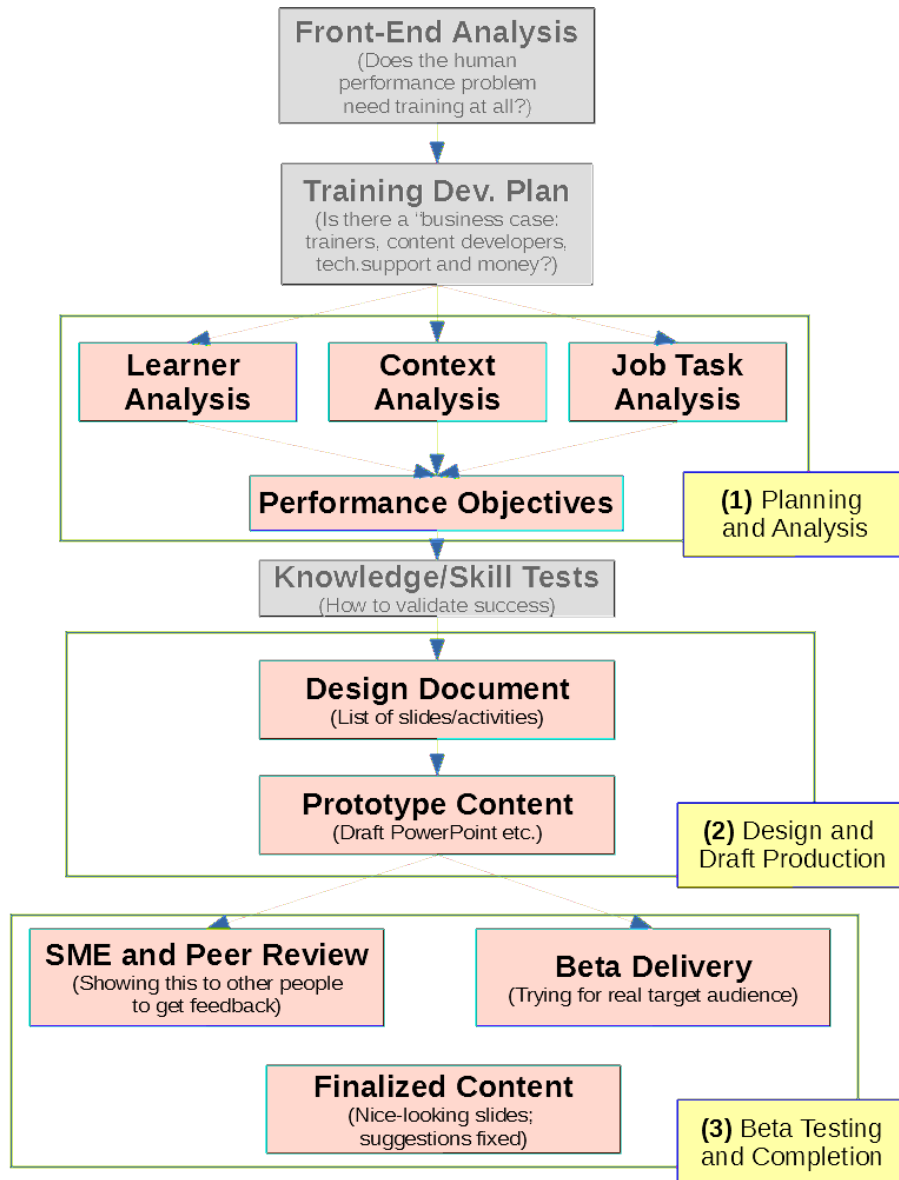 Front-End Analysis
(Does the human
performance problem
need training at all?)
Training Dev. Plan
(Is there a "business case:
trainers, content developers,
tech.support and money?)
Learner
Analysis
Context
Analysis
Job Task
Analysis
Performance Objectives
(1) Planning
and Analysis
Knowledge/Skill Tests
(How to validate success)
Design Document
(List of slides/activities)
Prototype Content
(Draft PowerPoint etc.)
(2) Design and
Draft Production
SME and Peer Review
(Showing this to other people
to get feedback)
Beta Delivery
(Trying for real target audience)
Finalized Content
(Nice-looking slides;
suggestions fixed)
(3) Beta Testing
and Completion